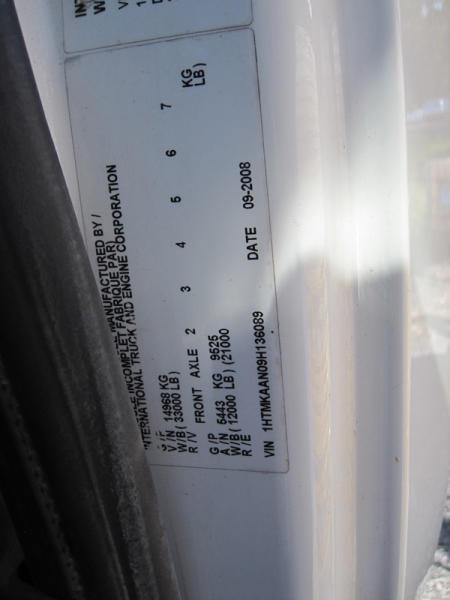 MANUFACTURED BY /
INCOMPLET FABRIQUE PAR)
INTERNATIONAL TRUCK AND ENGINE CORPORATION
G / P
V / N 14968 KG
W/B ( 33000 LB)
R / V
FRONT AXLE 2 3 4 5 6 7
G / P
A / N 5443 KG 9525 KG
W/B ( 12000 LB) (21000 LB)
R / E
VIN 1HTMKAAN09H136089 DATE 09-2008